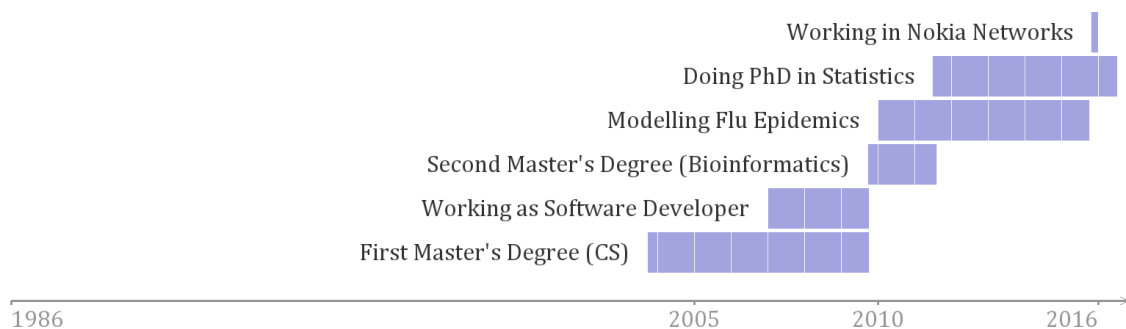 Working in Nokia Networks
Doing PhD in Statistics
Modelling Flu Epidemics
Second Master's Degree (Bioinformatics)
Working as Software Developer
First Master's Degree (CS)
1986 2005 2010 2016